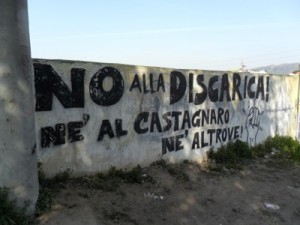 NO ALLA DISCARICA!
NE' AL CASTAGNARO
NE' ALTROVE!